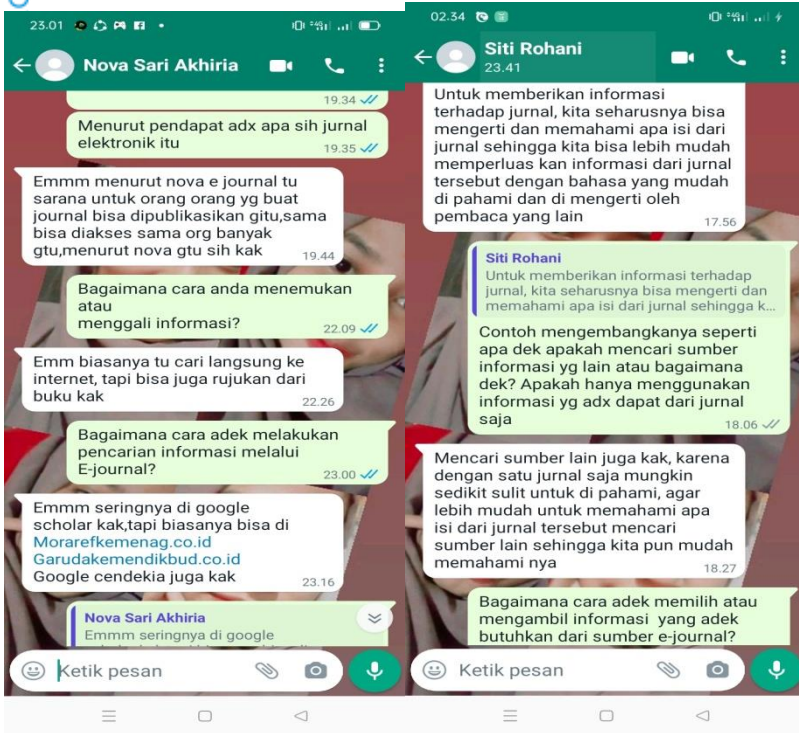 23.01
Nova Sari Akhiria
19.34
Menurut pendapat adx apa sih jurnal
elektronik itu
19.35
Emmm menurut nova e journal tu
sarana untuk orang orang yg buat
journal bisa dipublikasikan gitu,sama
bisa diakses sama org banyak
gtu,menurut nova gtu sih kak
19.44
Bagaimana cara anda menemukan
atau
menggali informasi?
22.09
Emm biasanya tu cari langsung ke
internet, tapi bisa juga rujukan dari
buku kak
22.26
Bagaimana cara adek melakukan
pencarian informasi melalui
E-journal?
23.00
Emmm seringnya di google
scholar kak,tapi biasanya bisa di
Morarefkemenag.co.id
Garudakemendikbud.co.id
Google cendekia juga kak
23.16
Nova Sari Akhiria
Emmm seringnya di google
Ketik pesan
02.34
Siti Rohani
23.41
Untuk memberikan informasi
terhadap jurnal, kita seharusnya bisa
mengerti dan memahami apa isi dari
jurnal sehingga kita bisa lebih mudah
memperluas kan informasi dari jurnal
tersebut dengan bahasa yang mudah
di pahami dan di mengerti oleh
pembaca yang lain
17.56
Siti Rohani
Untuk memberikan informasi terhadap
jurnal, kita seharusnya bisa mengerti dan
memahami apa isi dari jurnal sehingga k...
Contoh mengembangkanya seperti
apa dek apakah mencari sumber
informasi yg lain atau bagaimana
dek? Apakah hanya menggunakan
informasi yg adx dapat dari jurnal
saja
18.06
Mencari sumber lain juga kak, karena
dengan satu jurnal saja mungkin
sedikit sulit untuk di pahami, agar
lebih mudah untuk memahami apa
isi dari jurnal tersebut mencari
sumber lain sehingga kita pun mudah
memahami nya
18.27
Bagaimana cara adek memilih atau
mengambil informasi yang adek
butuhkan dari sumber e-journal?
Ketik pesan